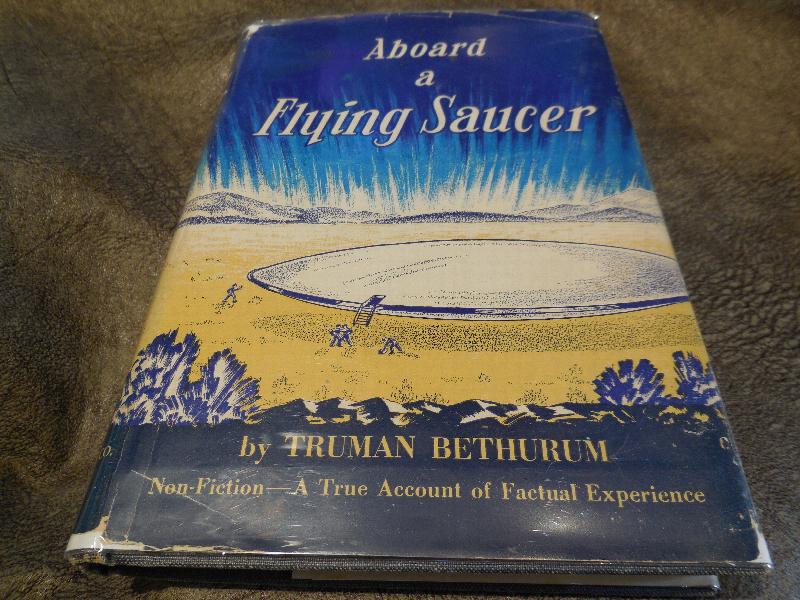 Aboard
a
Flying Saucer
by TRUMAN BETHURUM
Non-Fiction—A True Account of Factual Experience